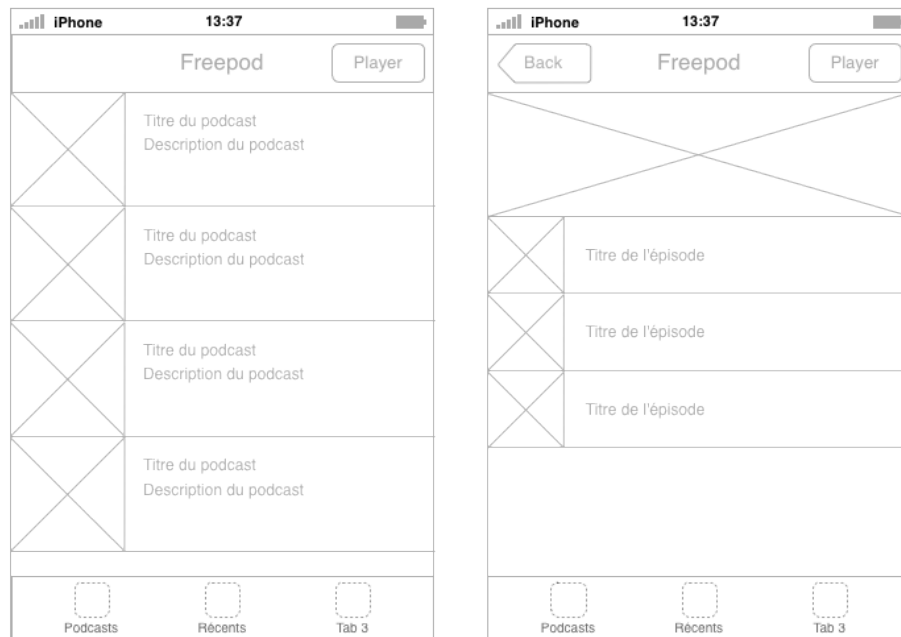 iPhone 13:37
Freepod Player
Titre du podcast
Description du podcast
Titre du podcast
Description du podcast
Titre du podcast
Description du podcast
Titre du podcast
Description du podcast
Podcasts Récents Tab 3
iPhone 13:37
Back Freepod Player
Titre de l'épisode
Titre de l'épisode
Titre de l'épisode
Podcasts Récents Tab 3